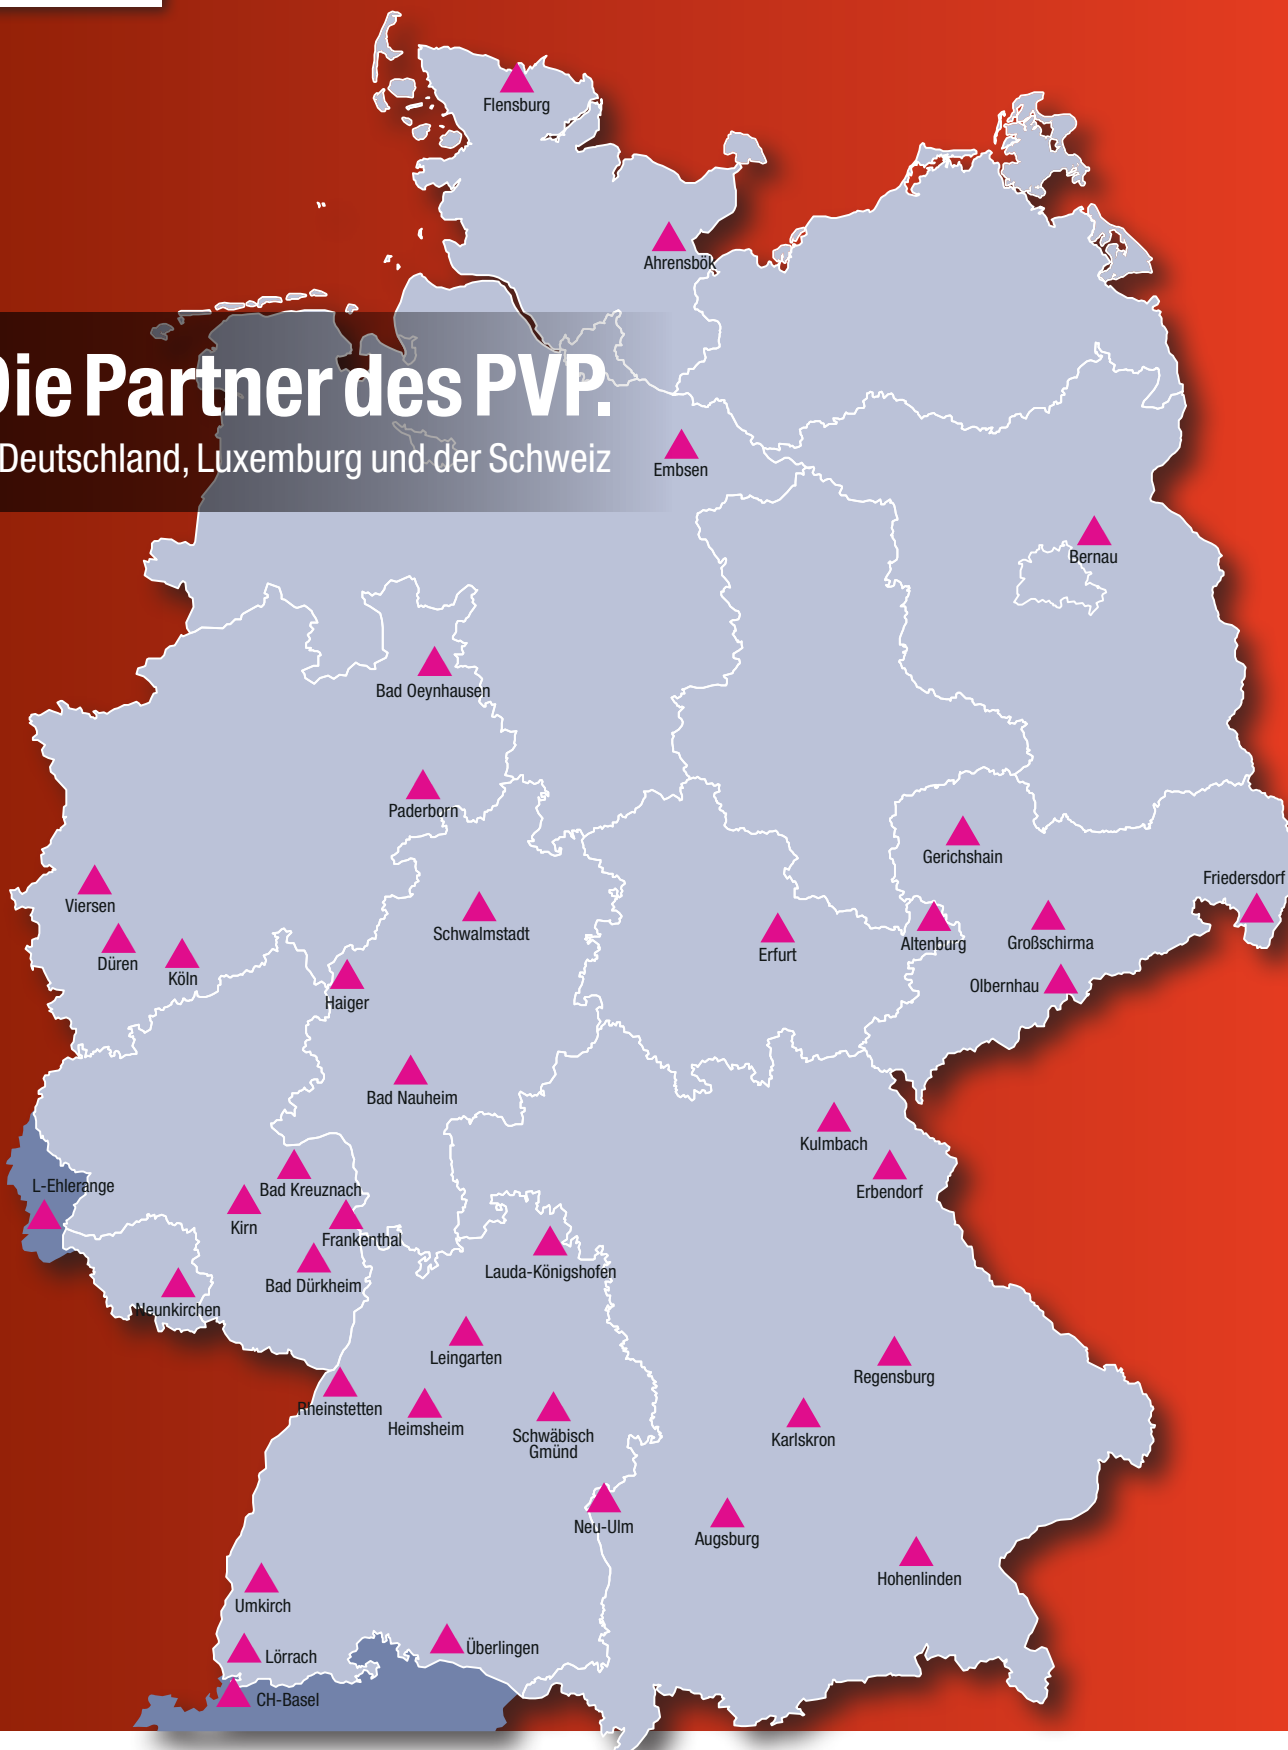 Flensburg
Ahrensbök
Die Partner des PVP.
Deutschland, Luxemburg und der Schweiz
Embsen
Bernau
Bad Oeynhausen
Paderborn
Gerichshain
Friedersdorf
Viersen
Schwalmstadt
Altenburg
Großschirma
Erfurt
Düren
Köln
Olbernhau
Haiger
Bad Nauheim
Kulmbach
L-Ehlerange
Bad Kreuznach
Erbendorf
Kirn
Frankenthal
Lauda-Königshofen
Bad Dürkheim
Neunkirchen
Leingarten
Regensburg
Rheinstetten
Heimsheim
Schwäbisch
Gmünd
Karlskron
Neu-Ulm
Augsburg
Hohenlinden
Umkirch
Überlingen
Lörrach
CH-Basel